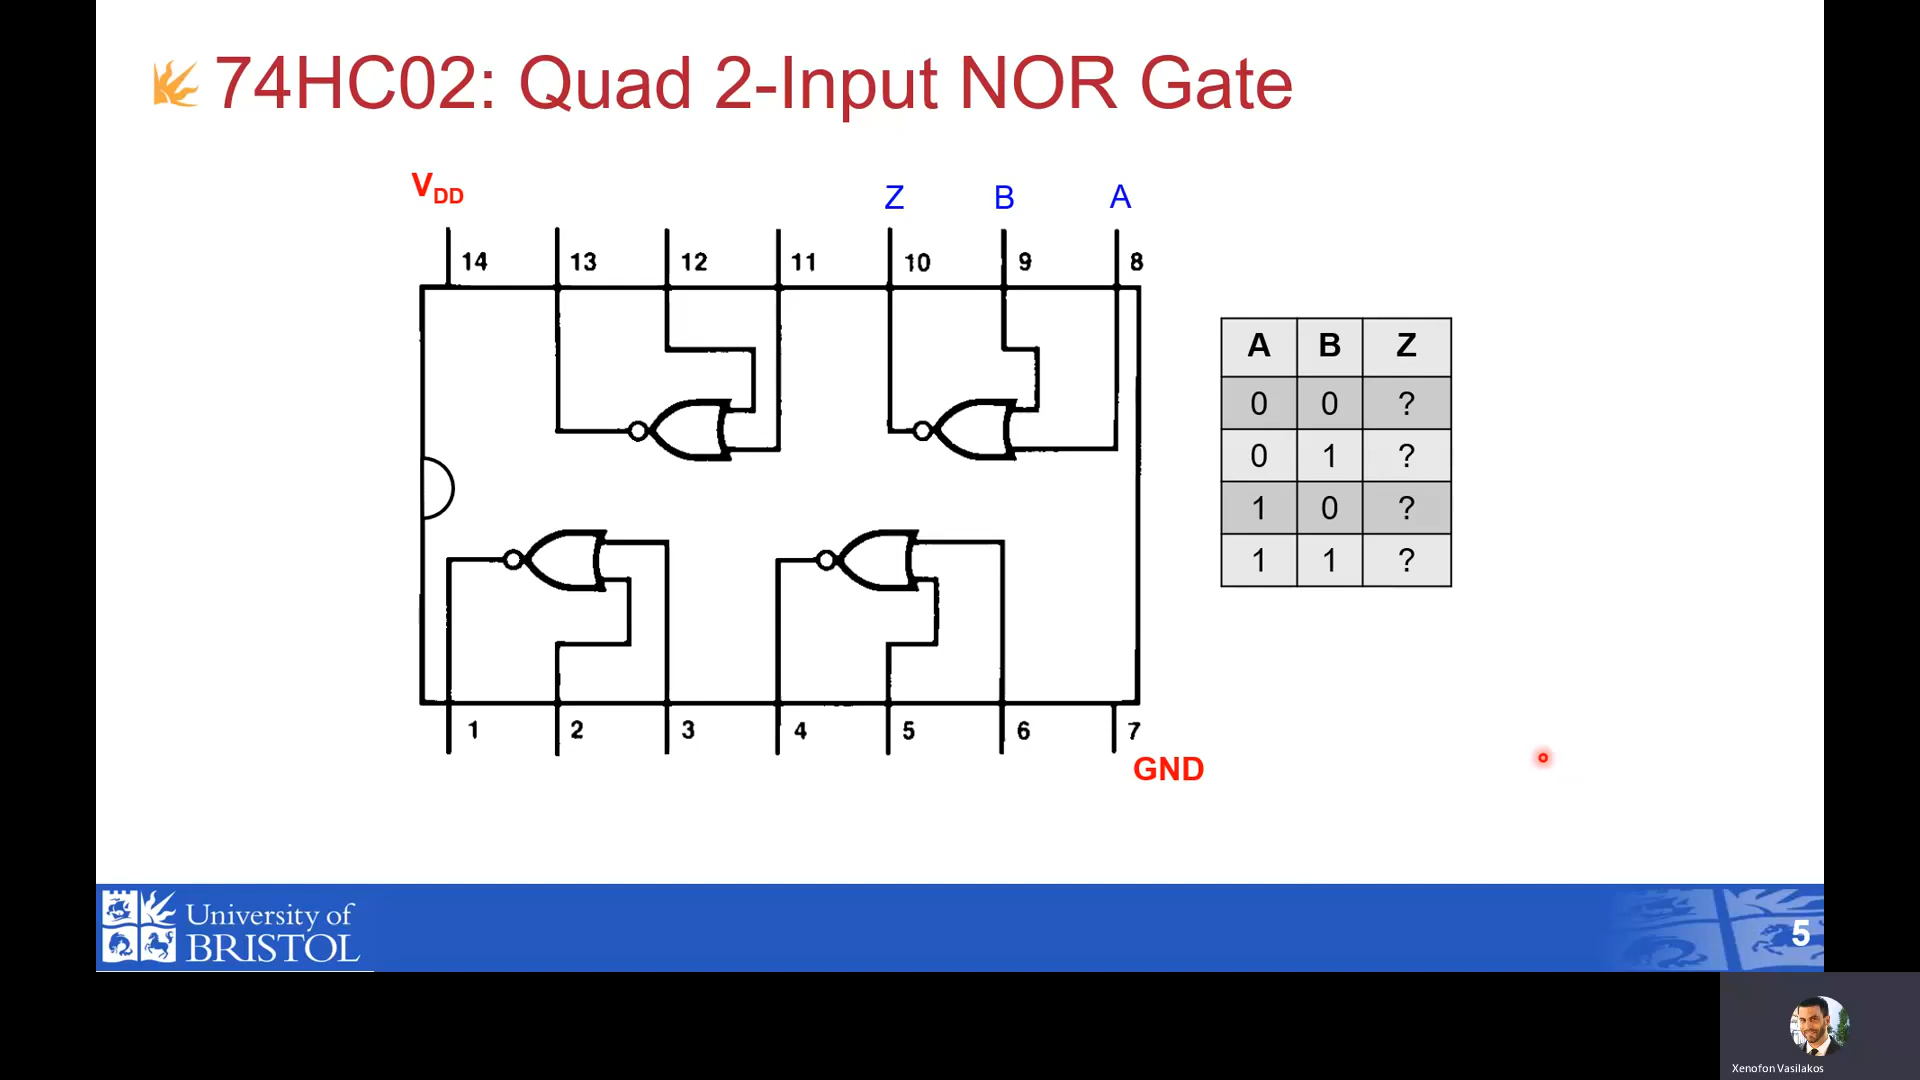 74HC02: Quad 2-Input NOR Gate
VDD Z B A
14 13 12 11 10 9 8
A B Z
0 0 ?
0 1 ?
1 0 ?
1 1 ?
1 2 3 4 5 6 7
GND
University of
BRISTOL
5
Xenofon Vasilakos